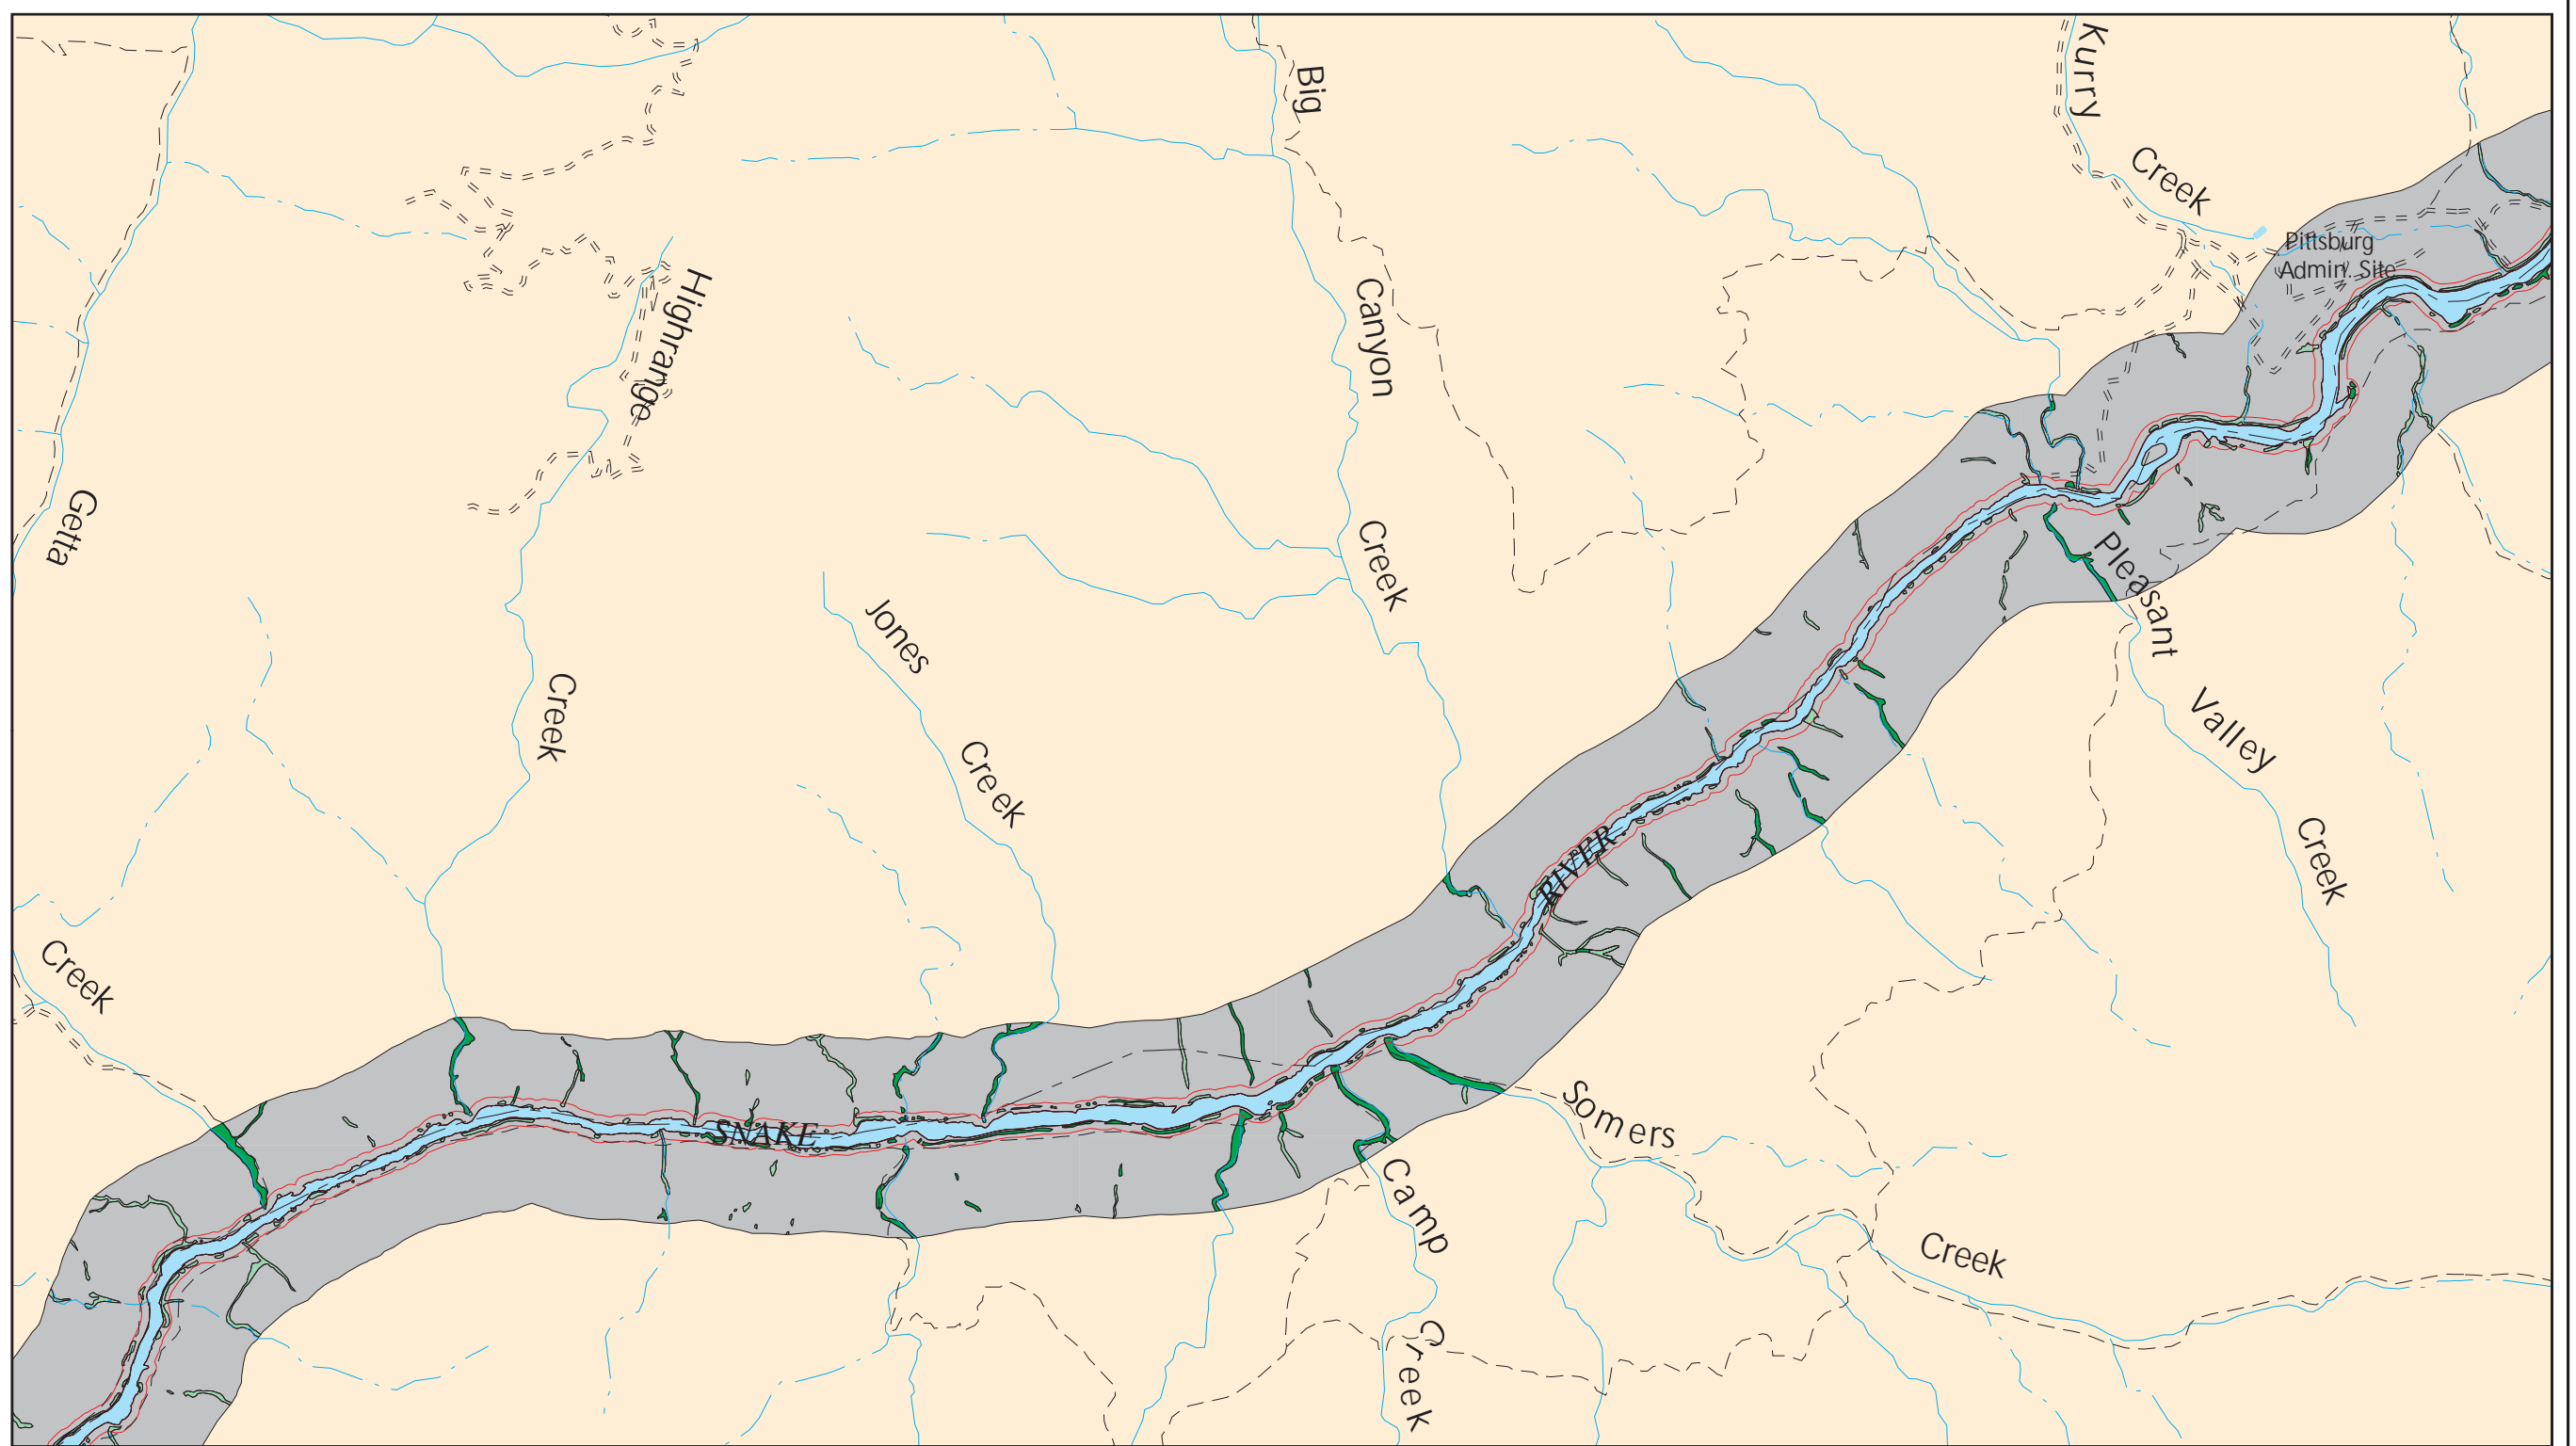 Kurry
Creek
Big
Canyon
Creek
Pittsburg
Admin. Site
Highrange
Creek
Getta
Creek
Jones
Creek
Pleasant
Valley
Creek
SNAKE
RIVER
Somers
Creek
Camp
Creek